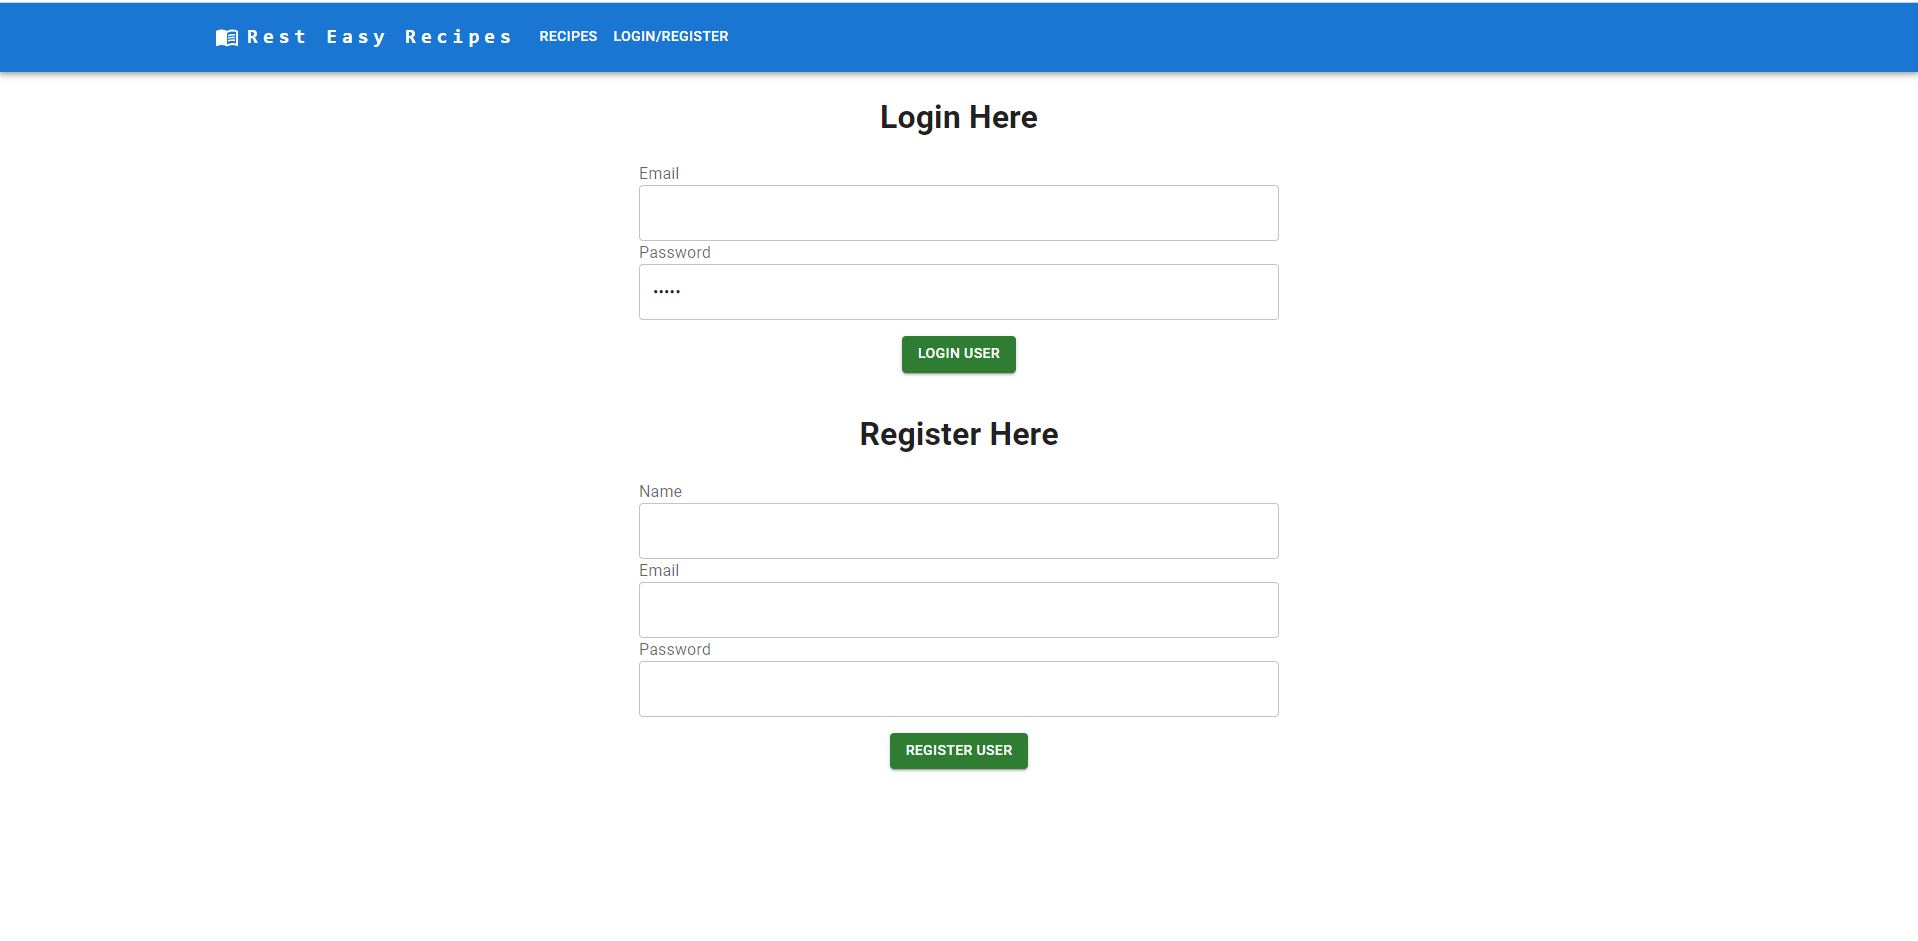 Rest Easy Recipes RECIPES LOGIN/REGISTER
Login Here
Email
Password
•••••
LOGIN USER
Register Here
Name
Email
Password
REGISTER USER